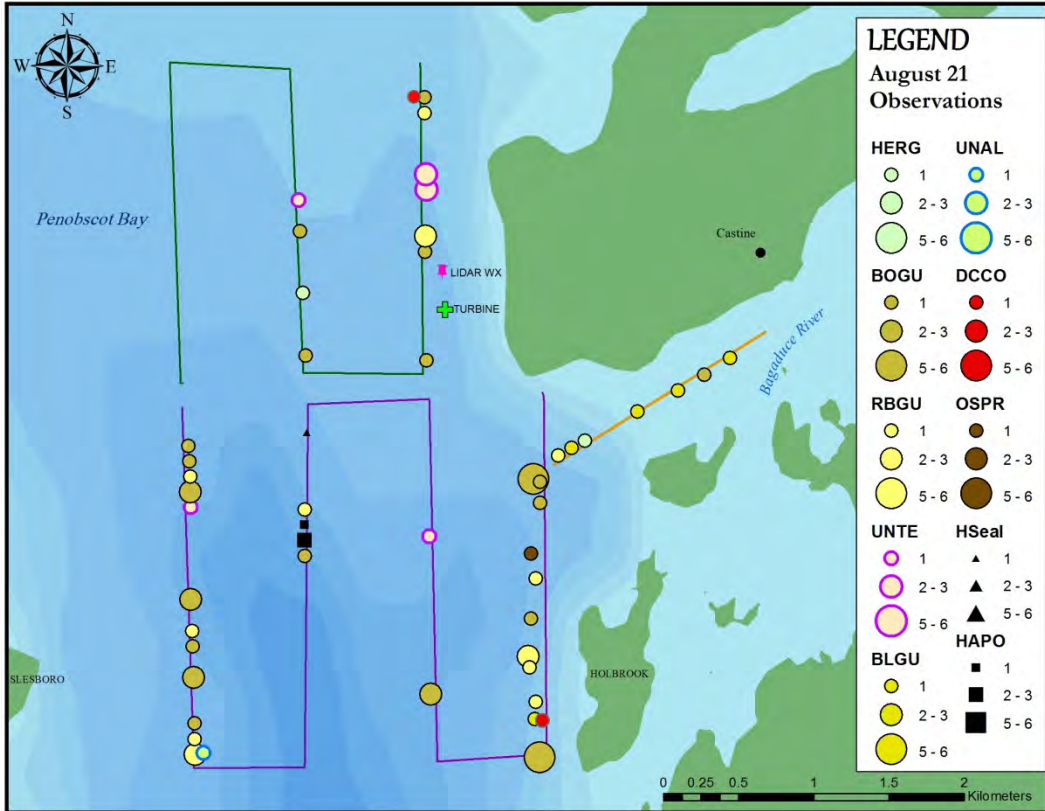 N
W E
S
Penobscot Bay
LIDAR WX
TURBINE
Castine
Bagaduce River
SLESBORO
HOLBROOK
LEGEND
August 21
Observations
HERG UNAL
1 1
2 - 3 2 - 3
5 - 6 5 - 6
BOGU DCCO
1 1
2 - 3 2 - 3
5 - 6 5 - 6
RBGU OSPR
1 1
2 - 3 2 - 3
5 - 6 5 - 6
UNTE HSeal
1 1
2 - 3 2 - 3
5 - 6 5 - 6
BLGU HAPO
1 1
2 - 3 2 - 3
5 - 6 5 - 6
0 0.25 0.5 1 1.5 2
Kilometers